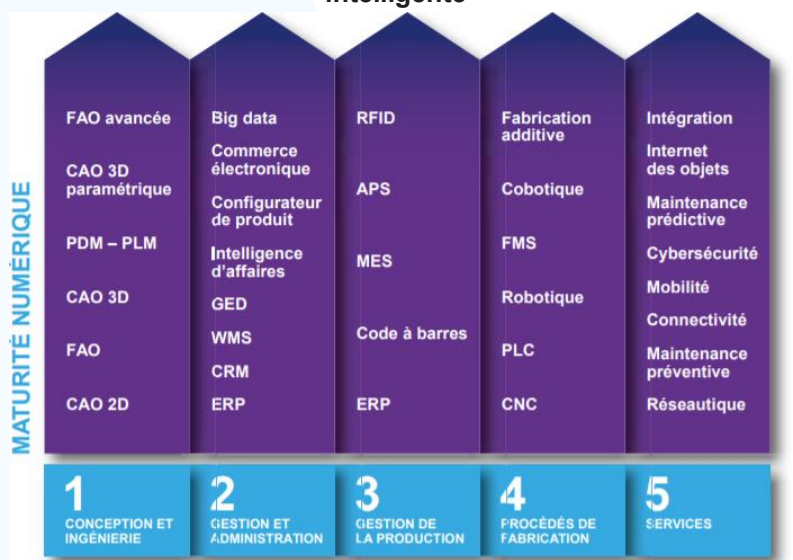 MATURITÉ NUMÉRIQUE
FAO avancée
CAO 3D
paramétrique
PDM – PLM
CAO 3D
FAO
CAO 2D
1
CONCEPTION ET
INGÉNIERIE
Big data
Commerce
électronique
Configurateur
de produit
Intelligence
d'affaires
GED
WMS
CRM
ERP
2
GESTION ET
ADMINISTRATION
RFID
APS
MES
Code à barres
ERP
3
GESTION DE
LA PRODUCTION
Fabrication
additive
Cobotique
FMS
Robotique
PLC
CNC
4
PROCÉDÉS DE
FABRICATION
Intégration
Internet
des objets
Maintenance
prédictive
Cybersécurité
Mobilité
Connectivité
Maintenance
préventive
Réseautique
5
SERVICES